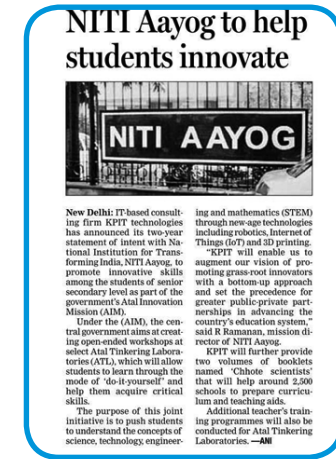 NITI Aayog to help
students innovate
NITI AAYOG
New Delhi: IT-based consult-
ing firm KPIT technologies
has announced its two-year
statement of intent with Na-
tional Institution for Trans-
forming India, NITI Aayog, to
promote innovative skills
among the students of senior
secondary level as part of the
government's Atal Innovation
Mission (AIM).
Under the (AIM), the cen-
tral government aims at creat-
ing open-ended workshops at
select Atal Tinkering Labora-
tories (ATL), which will allow
students to learn through the
mode of 'do-it-yourself' and
help them acquire critical
skills.
The purpose of this joint
initiative is to push students
to understand the concepts of
science, technology, engineer-
ing and mathematics (STEM)
through new-age technologies
including robotics, Internet of
Things (IoT) and 3D printing.
"KPIT will enable us to
augment our vision of pro-
moting grass-root innovators
with a bottom-up approach
and set the precedence for
greater public-private part-
nerships in advancing the
country's education system,"
said R Ramanan, mission di-
rector of NITI Aayog.
KPIT will further provide
two volumes of booklets
named 'Chhote scientists'
that will help around 2,500
schools to prepare curricu-
lum and teaching aids.
Additional teacher's train-
ing programmes will also be
conducted for Atal Tinkering
Laboratories. —ANI